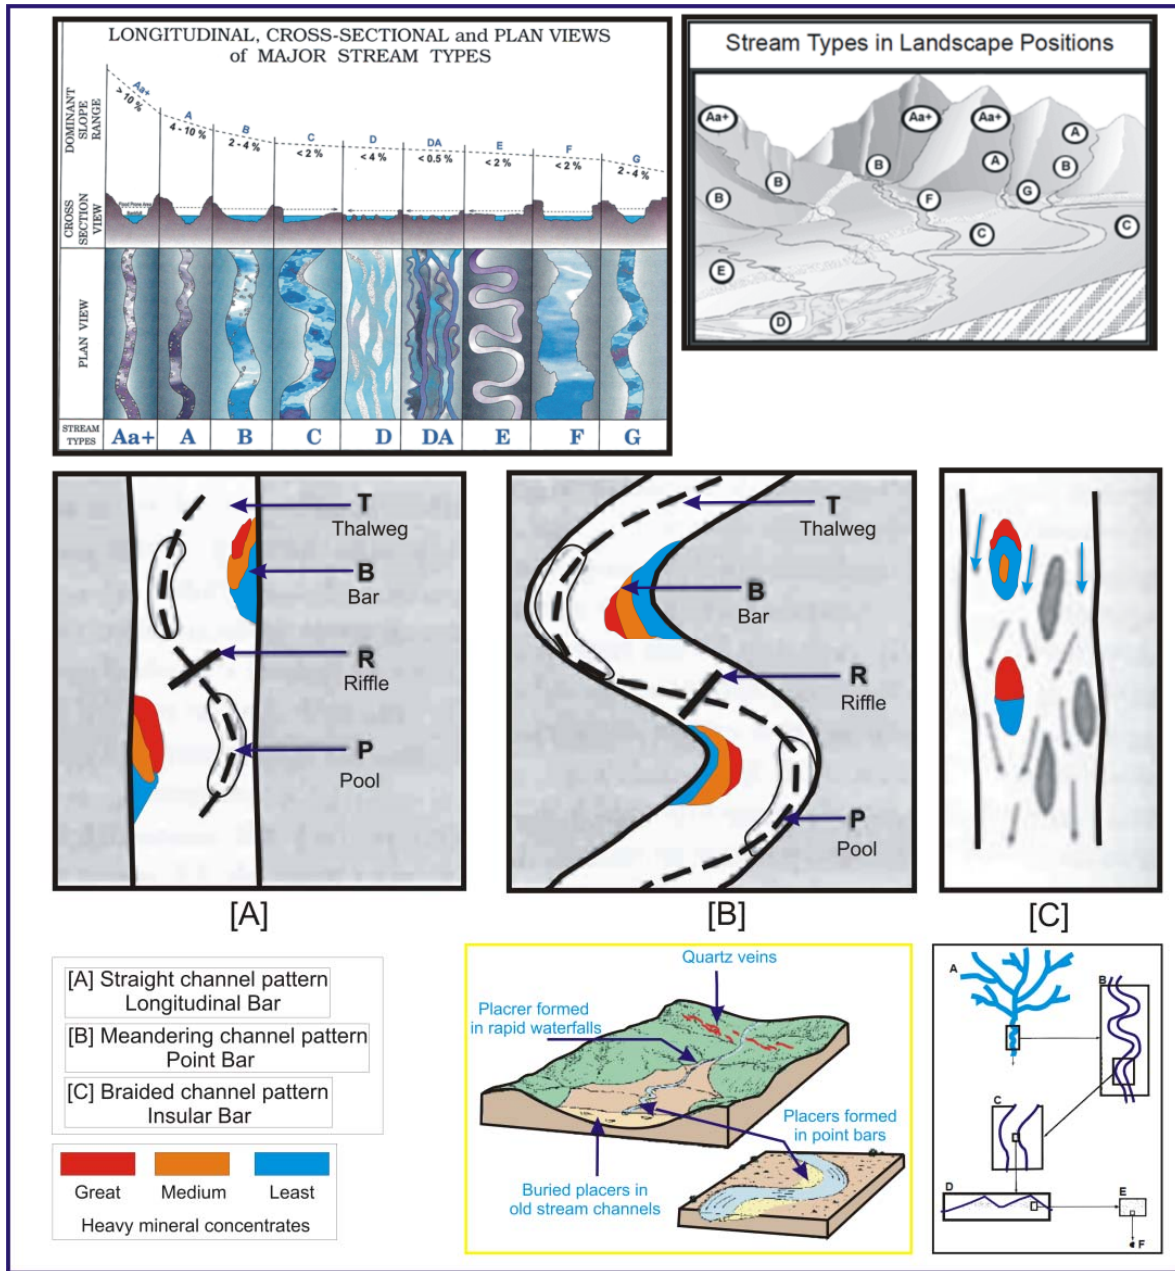 LONGITUDINAL, CROSS-SECTIONAL and PLAN VIEWS
of MAJOR STREAM TYPES
DOMINANT
SLOPE
RANGE
Aa+
> 10 %
A
4 - 10 %
B
2 - 4 %
C
< 2 %
D
< 4 %
DA
< 0.5 %
E
< 2 %
F
< 2 %
G
2 - 4 %
CROSS
SECTION
VIEW
Flood Prone Area
Bankfull
PLAN VIEW
STREAM
TYPES
Aa+ A B C D DA E F G
Stream Types in Landscape Positions
Aa+
Aa+
Aa+
A
B
B
A
B
B
F
G
C
C
E
D
T
Thalweg
B
Bar
R
Riffle
P
Pool
[A]
T
Thalweg
B
Bar
R
Riffle
P
Pool
[B]
[C]
[A] Straight channel pattern
Longitudinal Bar
[B] Meandering channel pattern
Point Bar
[C] Braided channel pattern
Insular Bar
Great Medium Least
Heavy mineral concentrates
Quartz veins
Placrer formed
in rapid waterfalls
Placers formed
in point bars
Buried placers in
old stream channels
A
B
C
D
E
F